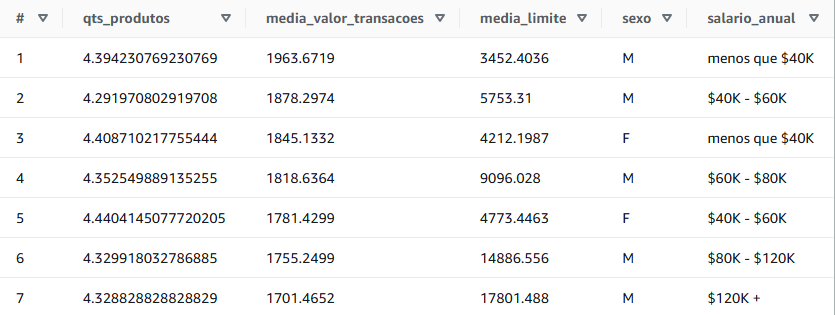 # qts_produtos media_valor_transacoes media_limite sexo salario_anual
1 4.394230769230769 1963.6719 3452.4036 M menos que $40K
2 4.291970802919708 1878.2974 5753.31 M $40K - $60K
3 4.408710217755444 1845.1332 4212.1987 F menos que $40K
4 4.352549889135255 1818.6364 9096.028 M $60K - $80K
5 4.4404145077720205 1781.4299 4773.4463 F $40K - $60K
6 4.329918032786885 1755.2499 14886.556 M $80K - $120K
7 4.328828828828829 1701.4652 17801.488 M $120K +